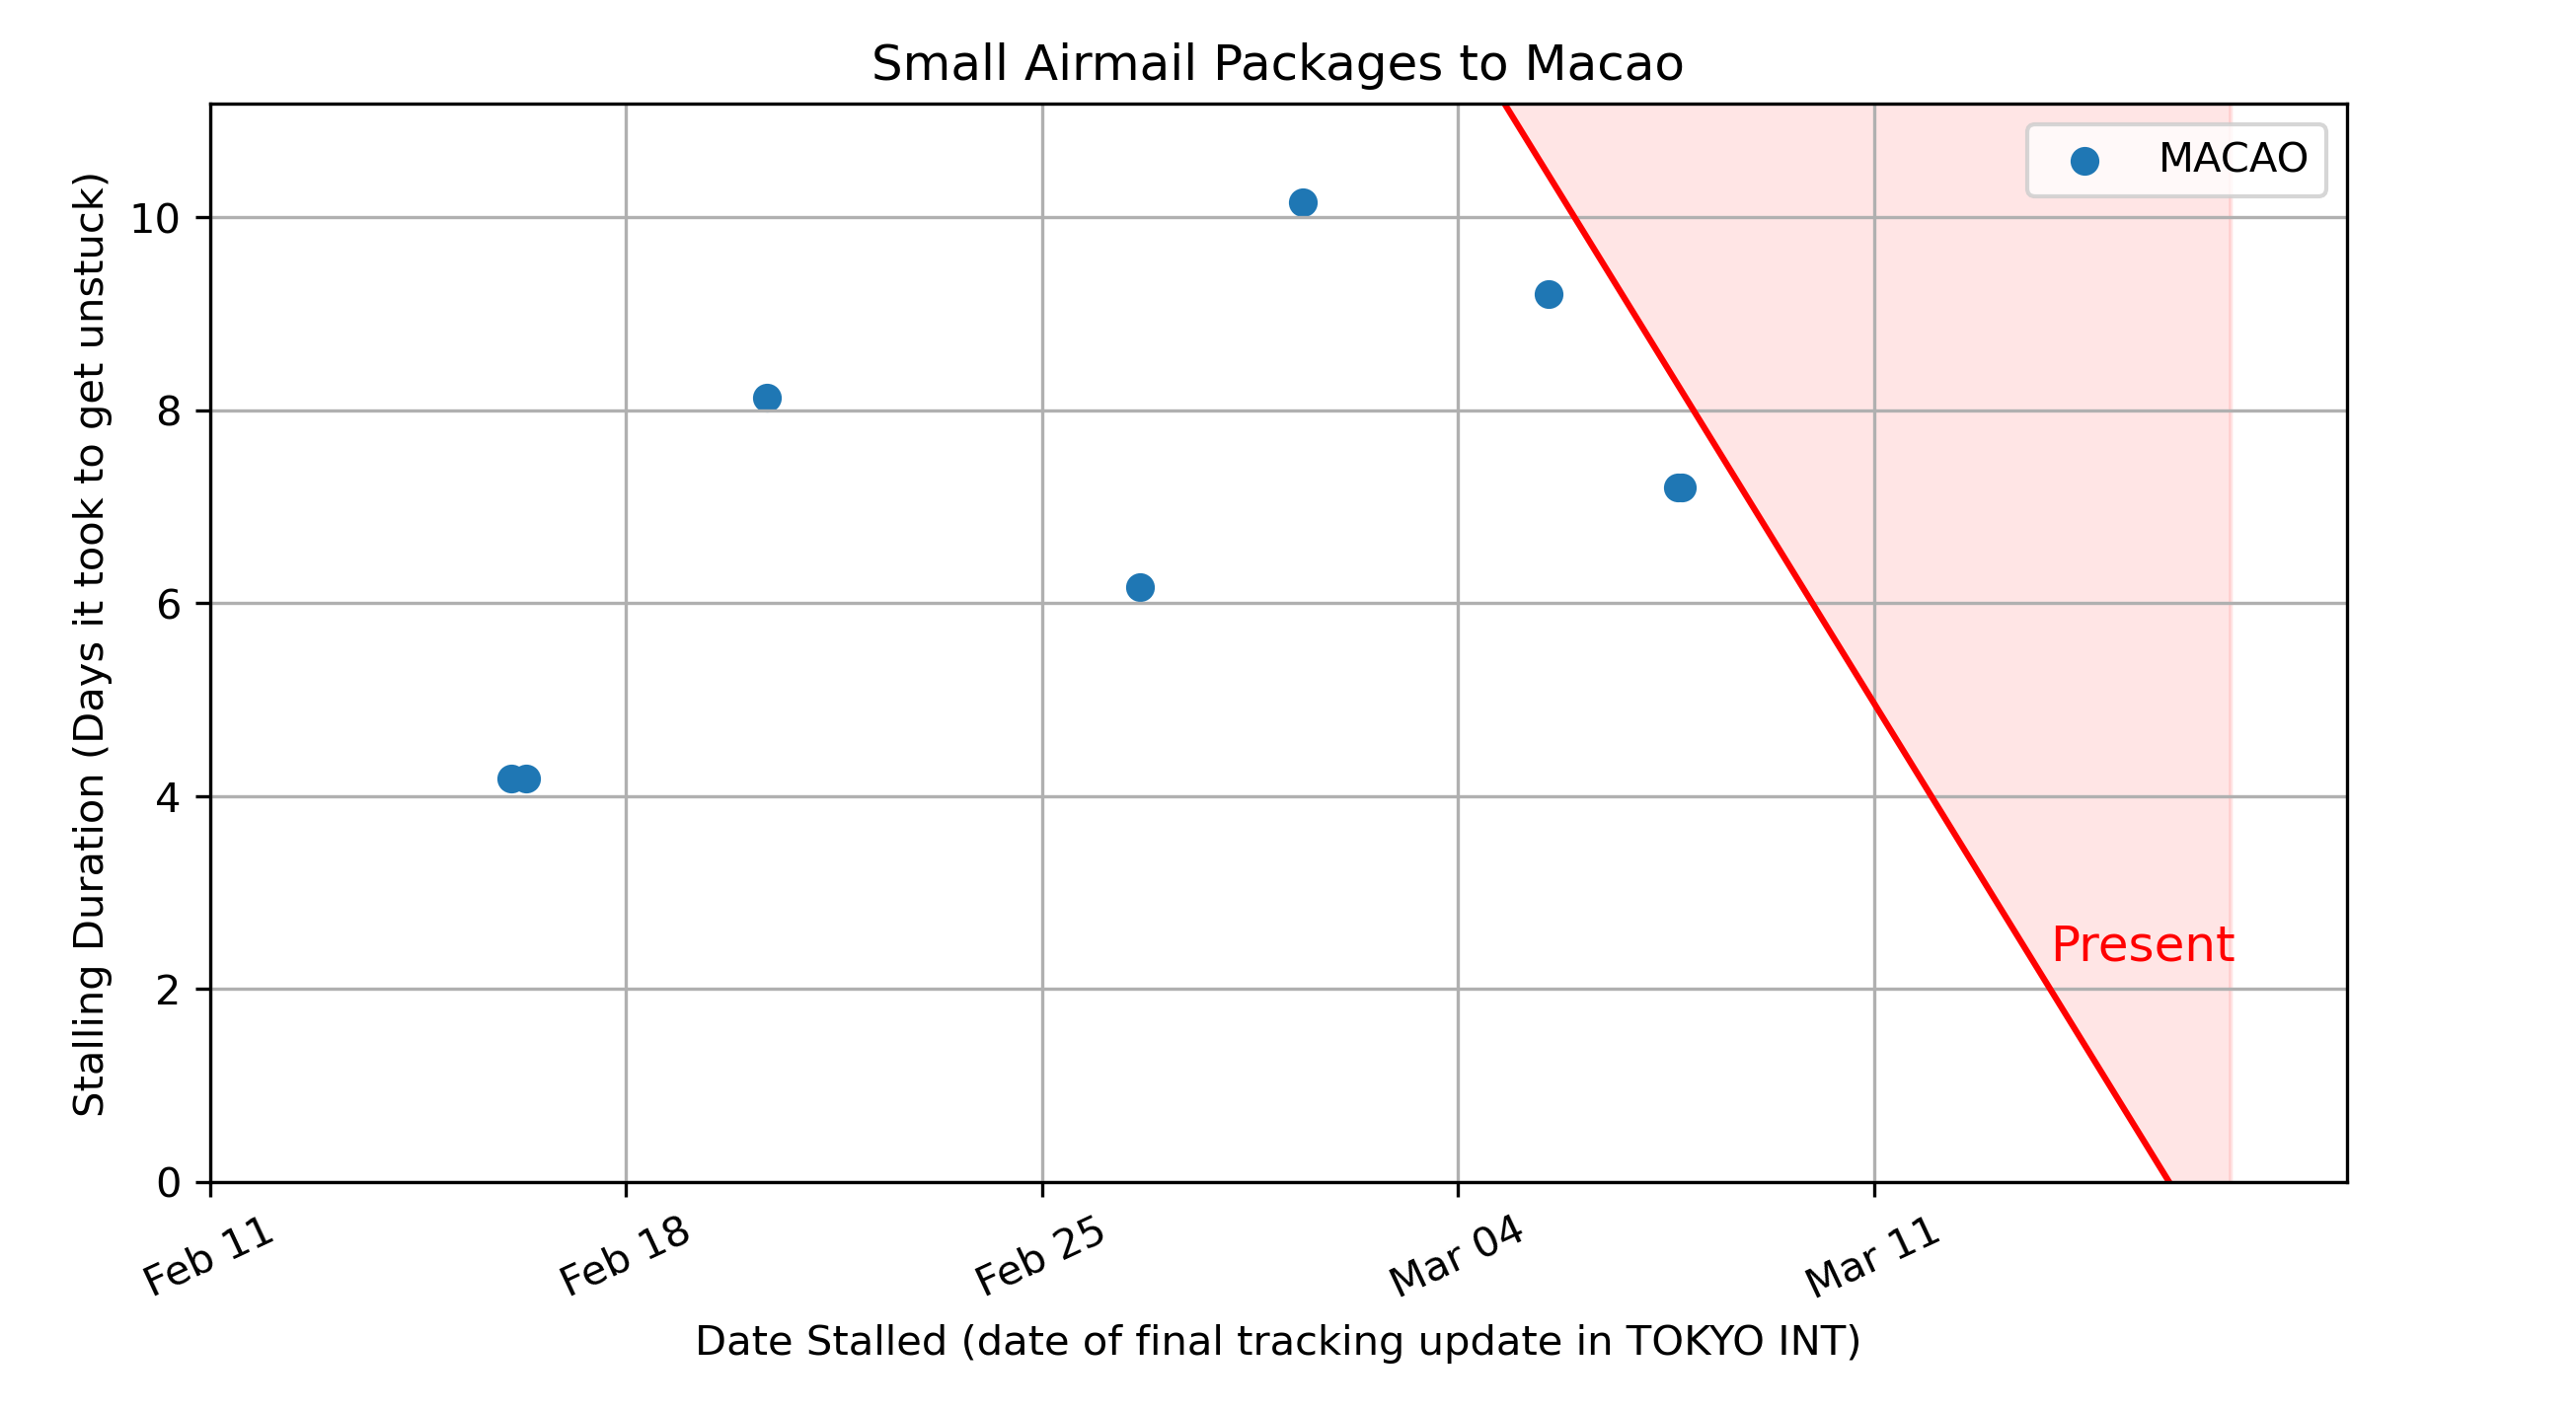 Small Airmail Packages to Macao
MACAO
Stalling Duration (Days it took to get unstuck)
10
8
6
4
2
0
Present
Feb 11
Feb 18
Feb 25
Mar 04
Mar 11
Date Stalled (date of final tracking update in TOKYO INT)